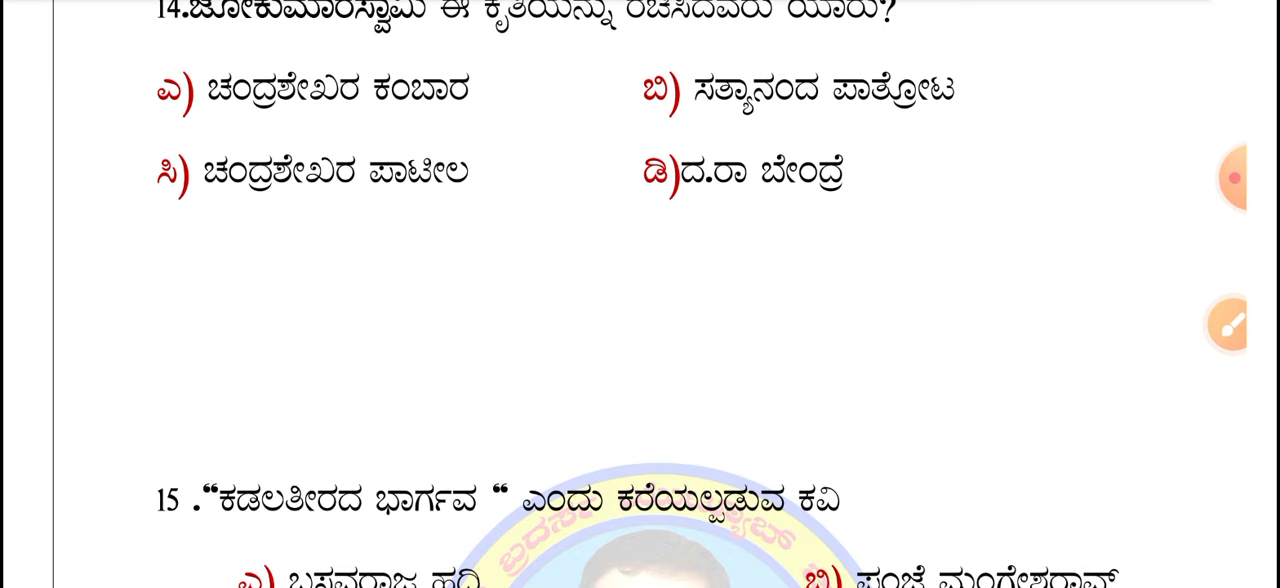 14.ಜೋಕುಮಾರಸ್ವಾಮಿ ಈ ಕೃತಿಯನ್ನು ರಚಿಸಿದವರು ಯಾರು?
ಎ) ಚಂದ್ರಶೇಖರ ಕಂಬಾರ ಬಿ) ಸತ್ಯಾನಂದ ಪಾತ್ರೋಟ
ಸಿ) ಚಂದ್ರಶೇಖರ ಪಾಟೀಲ ಡಿ)ದ.ರಾ ಬೇಂದ್ರೆ
15 .“ಕಡಲತೀರದ ಭಾರ್ಗವ “ ಎಂದು ಕರೆಯಲ್ಪಡುವ ಕವಿ
ಎ) ಬಸವರಾಜ ಬಿ) ಪಂಜೆ ಮಂಗೇಶರಾವ್